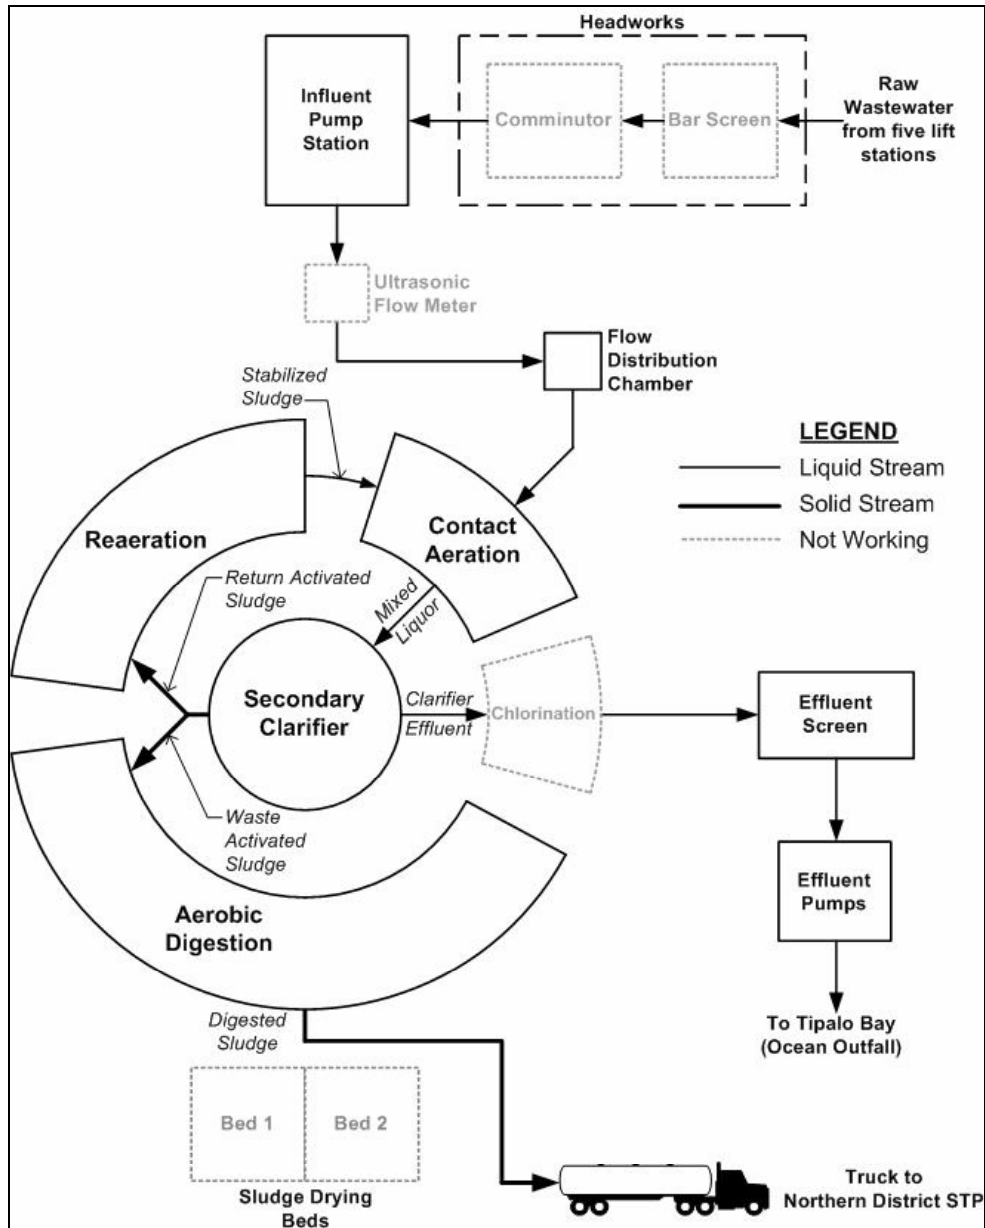 Headworks
Influent
Pump
Station
Comminutor
Bar Screen
Raw
Wastewater
from five lift
stations
Ultrasonic
Flow Meter
Flow
Distribution
Chamber
Stabilized
Sludge
LEGEND
Liquid Stream
Solid Stream
Not Working
Reaeration
Contact
Aeration
Return Activated
Sludge
Mixed
Liquor
Secondary
Clarifier
Clarifier
Effluent
Chlorination
Effluent
Screen
Waste
Activated
Sludge
Effluent
Pumps
Aerobic
Digestion
Digested
Sludge
To Tipalo Bay
(Ocean Outfall)
Bed 1
Bed 2
Sludge Drying
Beds
Truck to
Northern District STP